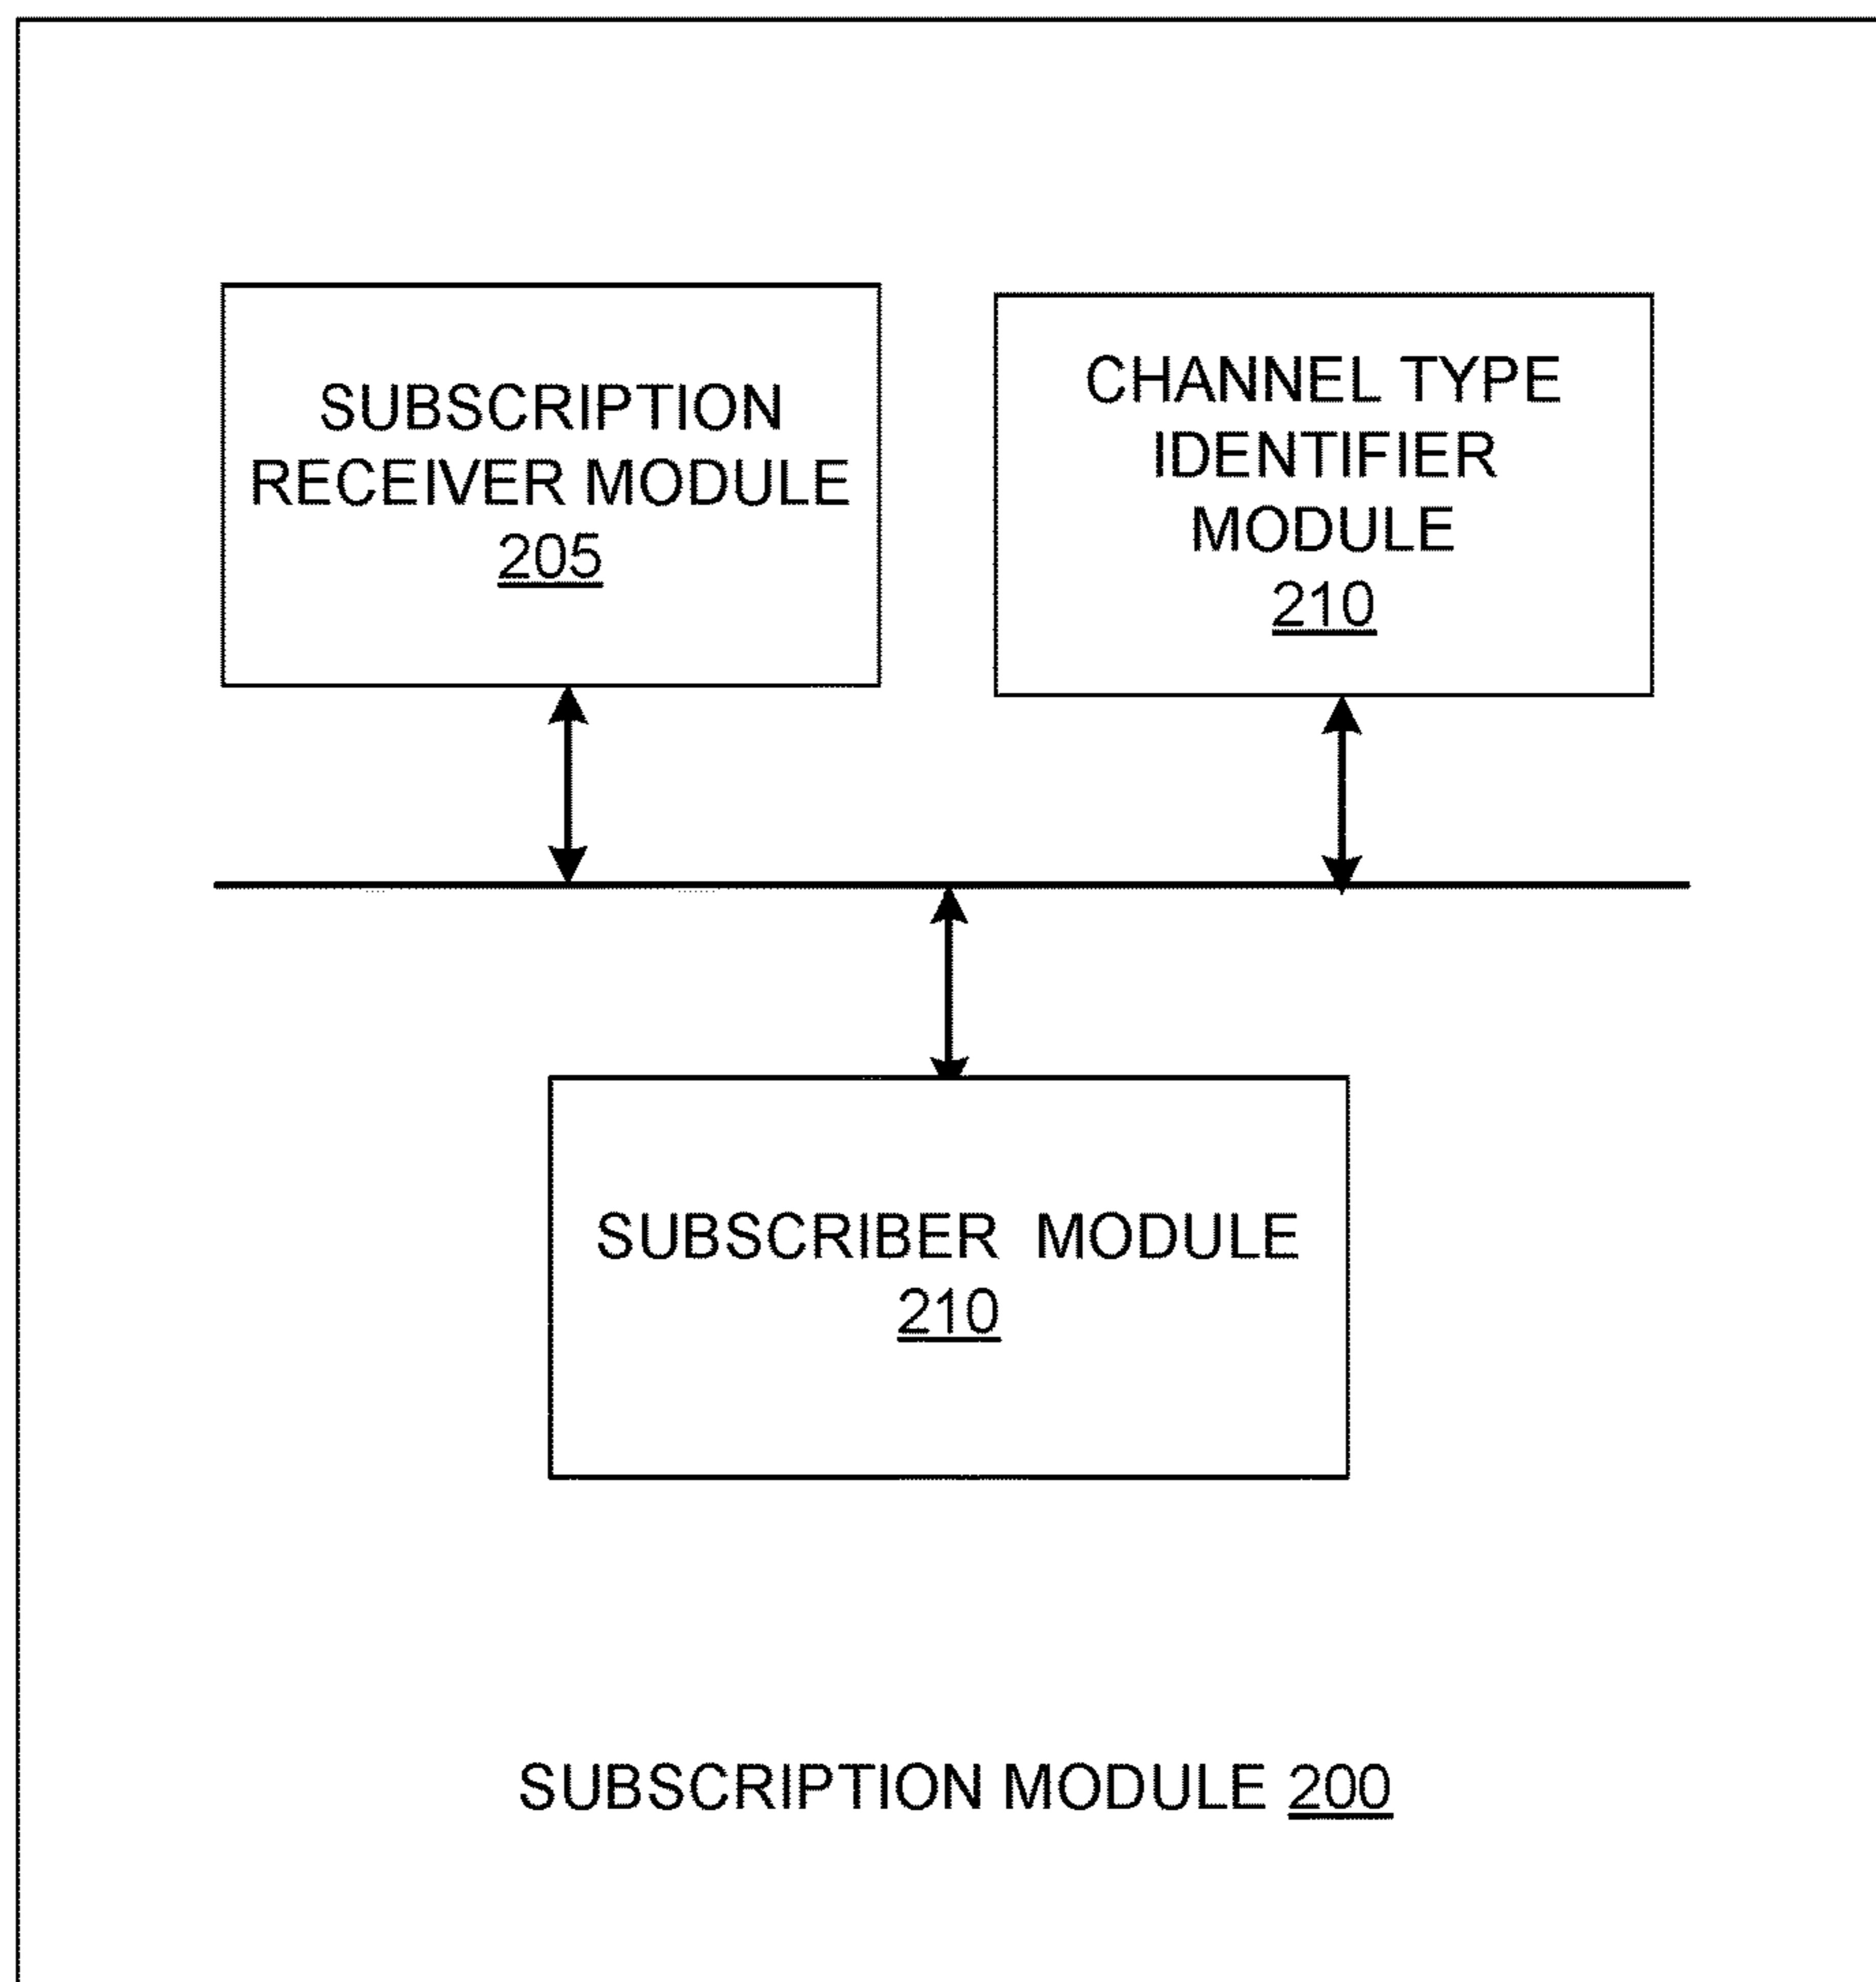 SUBSCRIPTION
RECEIVER MODULE
205
CHANNEL TYPE
IDENTIFIER
MODULE
210
SUBSCRIBER MODULE
210
SUBSCRIPTION MODULE 200